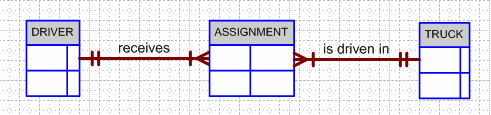 DRIVER
receives
ASSIGNMENT
is driven in
TRUCK